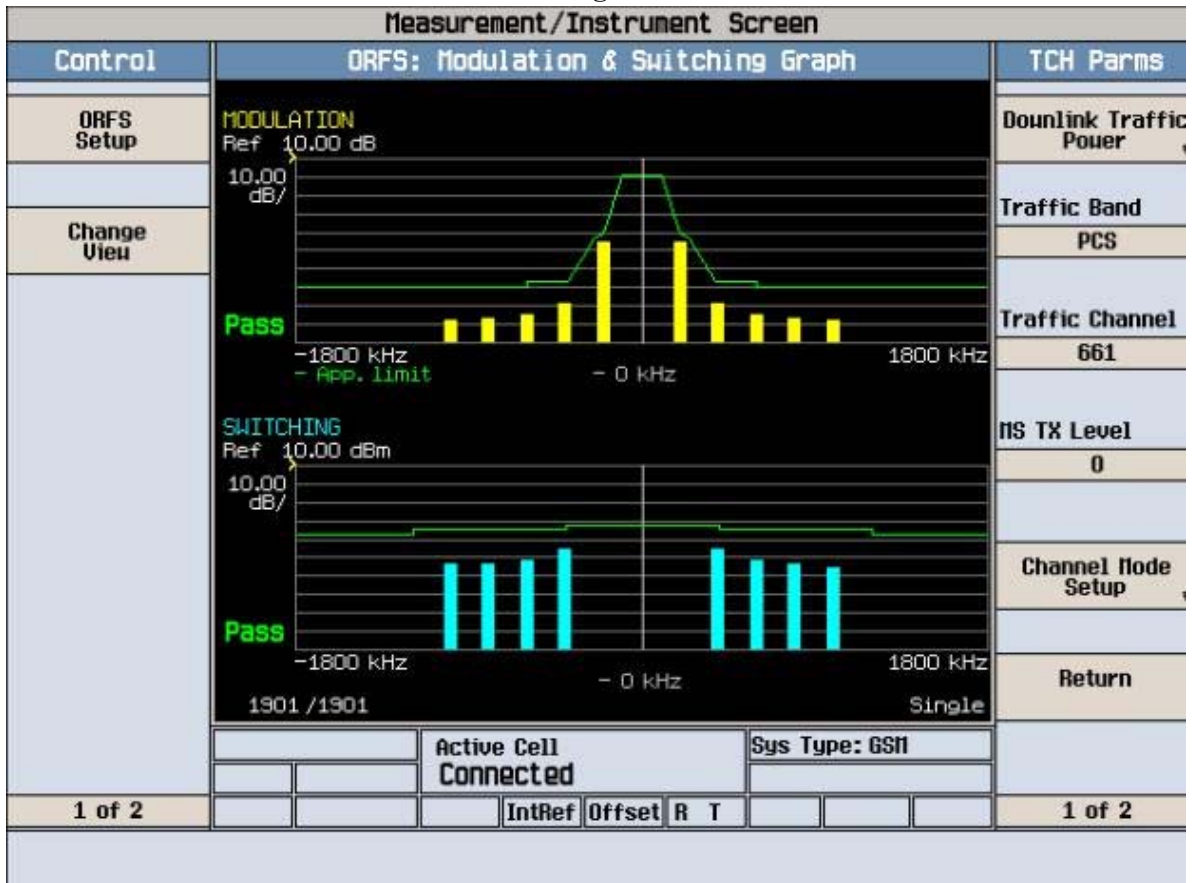 Measurement/Instrument Screen
Control
ORFS: Modulation & Switching Graph
TCH Parms
ORFS
Setup
Change
View
MODULATION
Ref 10.00 dB
10.00
dB/
Pass
-1800 kHz
1800 kHz
- App. limit
- 0 kHz
SWITCHING
Ref 10.00 dBm
10.00
dB/
Pass
-1800 kHz
1800 kHz
- 0 kHz
1901/1901
Single
Downlink Traffic
Power
Traffic Band
PCS
Traffic Channel
661
MS TX Level
0
Channel Mode
Setup
Return
Active Cell
Connected
Sys Type: GSM
1 of 2
IntRef
Offset
R T
1 of 2